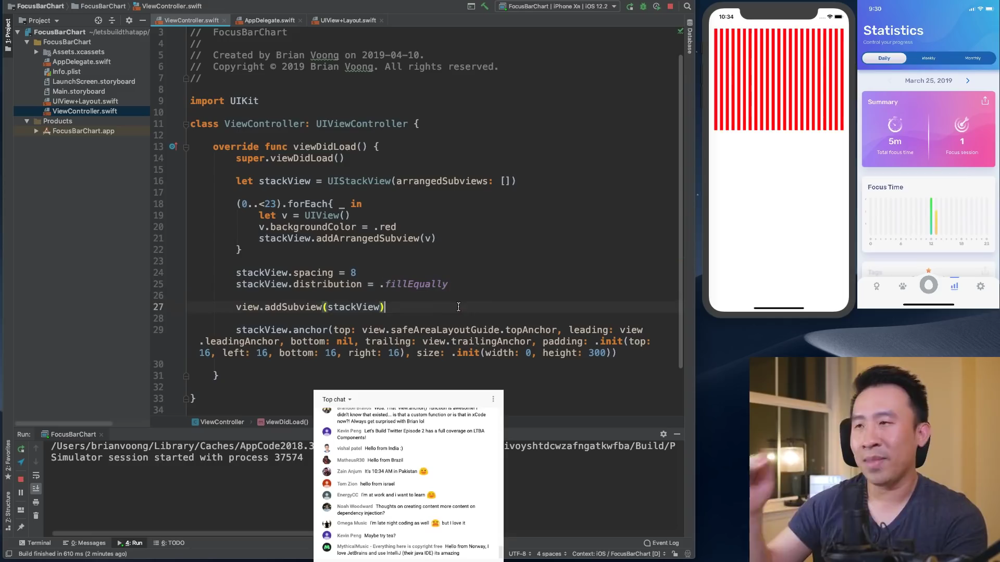 FocusBarChart
FocusBarChart
ViewController.swift
FocusBarChart | iPhone XR | iOS 12.2
1: Project
Project
FocusBarChart ~/letsbuildthatapp/
FocusBarChart
Assets.xcassets
AppDelegate.swift
Info.plist
LaunchScreen.storyboard
Main.storyboard
UIView+Layout.swift
ViewController.swift
Products
FocusBarChart.app
ViewController.swift
AppDelegate.swift
UIView+Layout.swift
Database
3 // FocusBarChart
4 //
5 // Created by Brian Voong on 2019-04-10.
6 // Copyright © 2019 Brian Voong. All rights reserved.
7 //
8
9 import UIKit
10
11 class ViewController: UIViewController {
12
13 override func viewDidLoad() {
14 super.viewDidLoad()
15
16 let stackView = UIStackView(arrangedSubviews: [])
17
18 (0..<23).forEach{ _ in
19 let v = UIView()
20 v.backgroundColor = .red
21 stackView.addArrangedSubview(v)
22 }
23
24 stackView.spacing = 8
25 stackView.distribution = .fillEqually
26
27 view.addSubview(stackView)
28
29 stackView.anchor(top: view.safeAreaLayoutGuide.topAnchor, leading: view
.leadingAnchor, bottom: nil, trailing: view.trailingAnchor, padding: .init(top:
16, left: 16, bottom: 16, right: 16), size: .init(width: 0, height: 300))
30
31 }
32
33 }
34
ViewController
viewDidLoad()
Run: FocusBarChart
/Users/brianvoong/Library/Caches/AppCode2018.3
ivoyshtdcwzafngatkwfba/Build/P
Simulator session started with process 37574
2: Favorites
7: Structure
Terminal
0: Messages
4: Run
6: TODO
Event Log
Build finished in 610 ms (2 minutes ago)
UTF-8
4 spaces
Context: iOS / FocusBarChart [D]
Top chat
Brandon Bravos Woa. That view.anchor() function is awesome! I
didn't know that existed... is that a custom function or is that in xCode
now?! Always get surprised with Brian lol
Kevin Peng Let's Build Twitter Episode 2 has a full coverage on LTBA
Components!
vishal patel Hello from India :)
MatheusR30 Hello from Brazil
Zain Anjum It's 10:34 AM in Pakistan
Tom Zion hello from israel
EnergyCC I'm at work and i want to learn
Noah Woodward Thoughts on creating content more content on
dependency injection?
Omega Music I'm late night coding as well but I love it
Kevin Peng Maybe try tea?
MythicalMusic - Everything here is copyright free Hello from Norway, I
love JetBrains and use IntelliJ (their java IDE) its amazing
10:34
9:30
Statistics
Control your progress
Daily
Weekly
Monthly
March 25, 2019
Summary
5m
Total focus time
1
Focus session
Focus Time
0 6 12 18 23
Tags